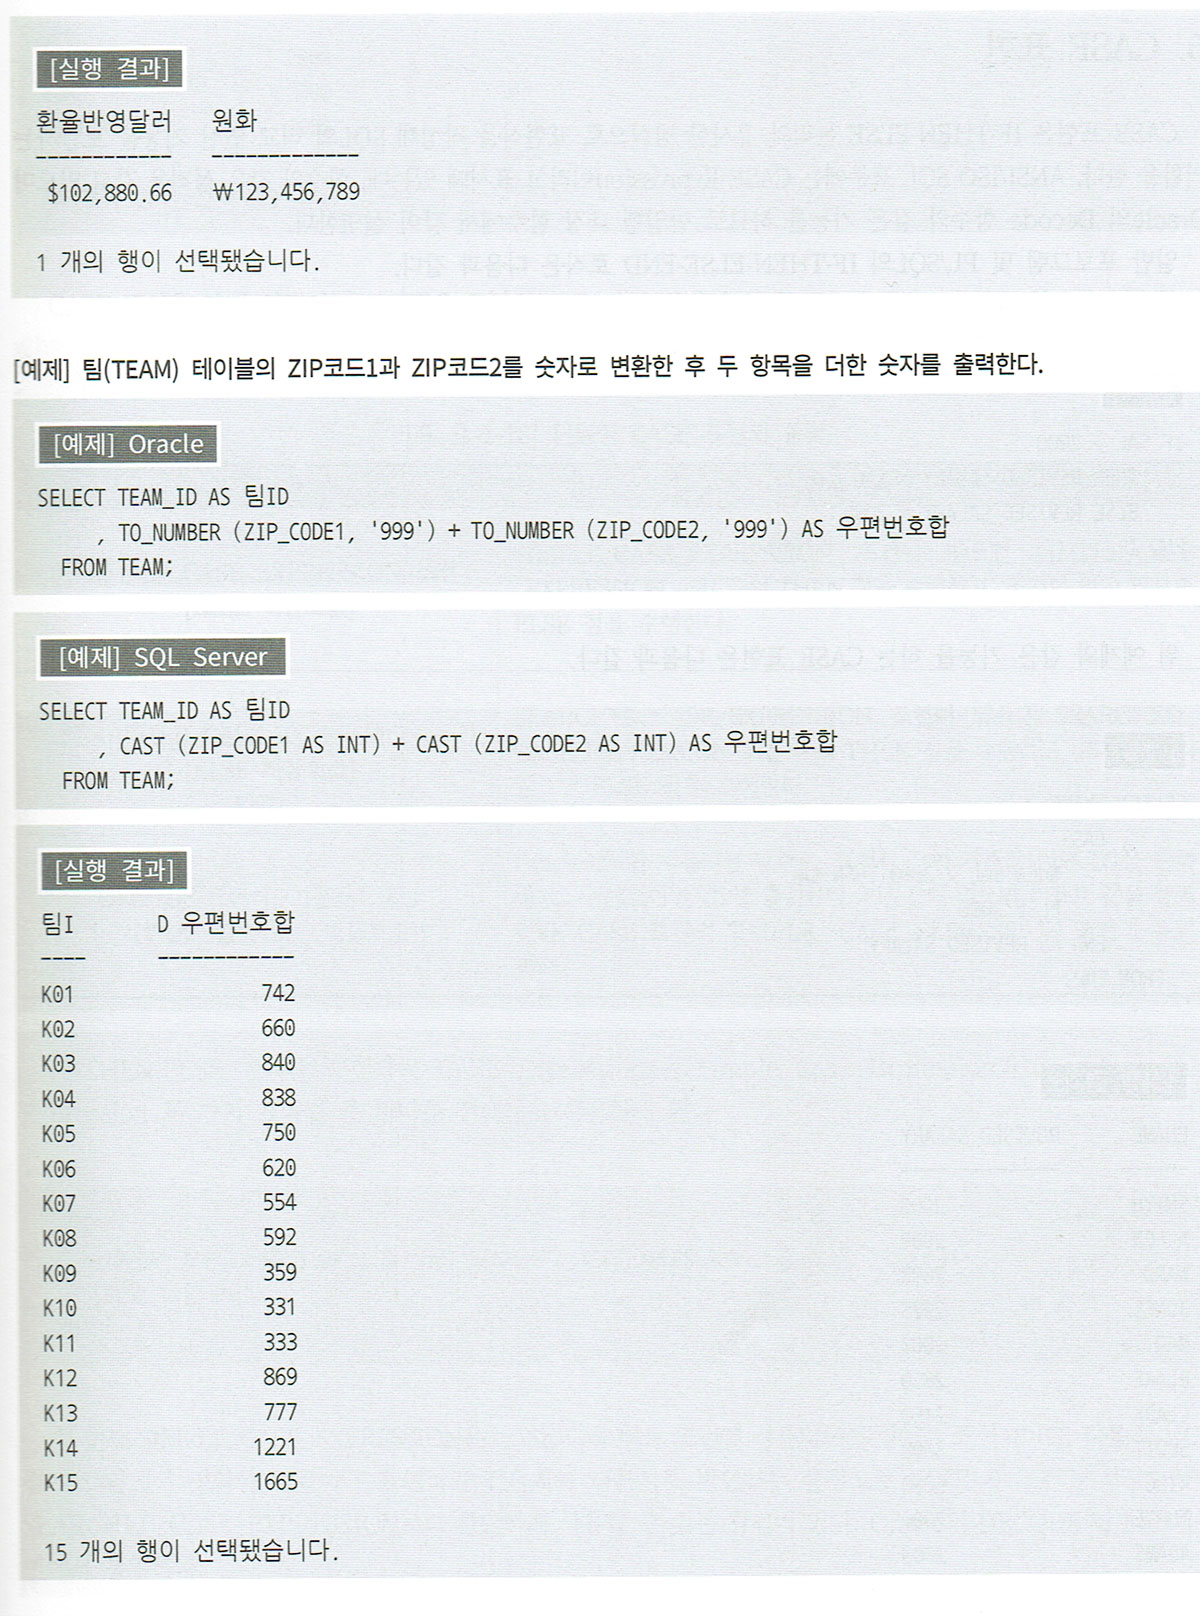 [실행 결과]
환율반영달러 원화
------------ -------------
$102,880.66 ₩123,456,789
1 개의 행이 선택됐습니다.
[예제] 팀(TEAM) 테이블의 ZIP코드1과 ZIP코드2를 숫자로 변환한 후 두 항목을 더한 숫자를 출력한다.
[예제] Oracle
SELECT TEAM_ID AS 팀ID
, TO_NUMBER (ZIP_CODE1, '999') + TO_NUMBER (ZIP_CODE2, '999') AS 우편번호합
FROM TEAM;
[예제] SQL Server
SELECT TEAM_ID AS 팀ID
, CAST (ZIP_CODE1 AS INT) + CAST (ZIP_CODE2 AS INT) AS 우편번호합
FROM TEAM;
[실행 결과]
팀I D 우편번호합
---- ------------
K01 742
K02 660
K03 840
K04 838
K05 750
K06 620
K07 554
K08 592
K09 359
K10 331
K11 333
K12 869
K13 777
K14 1221
K15 1665
15 개의 행이 선택됐습니다.